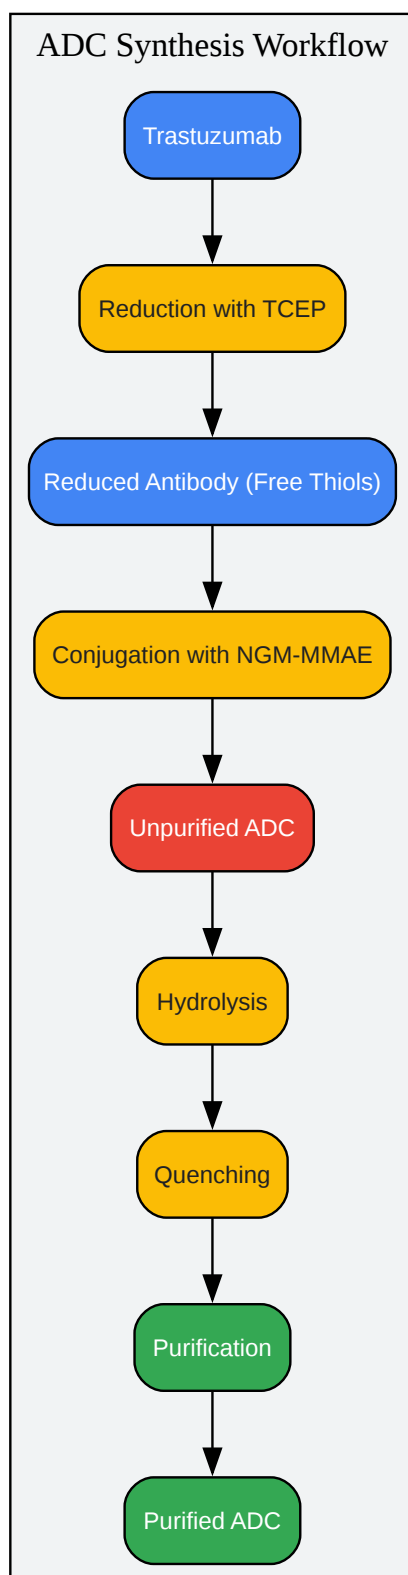 ADC Synthesis Workflow
Trastuzumab
Reduction with TCEP
Reduced Antibody (Free Thiols)
Conjugation with NGM-MMAE
Unpurified ADC
Hydrolysis
Quenching
Purification
Purified ADC